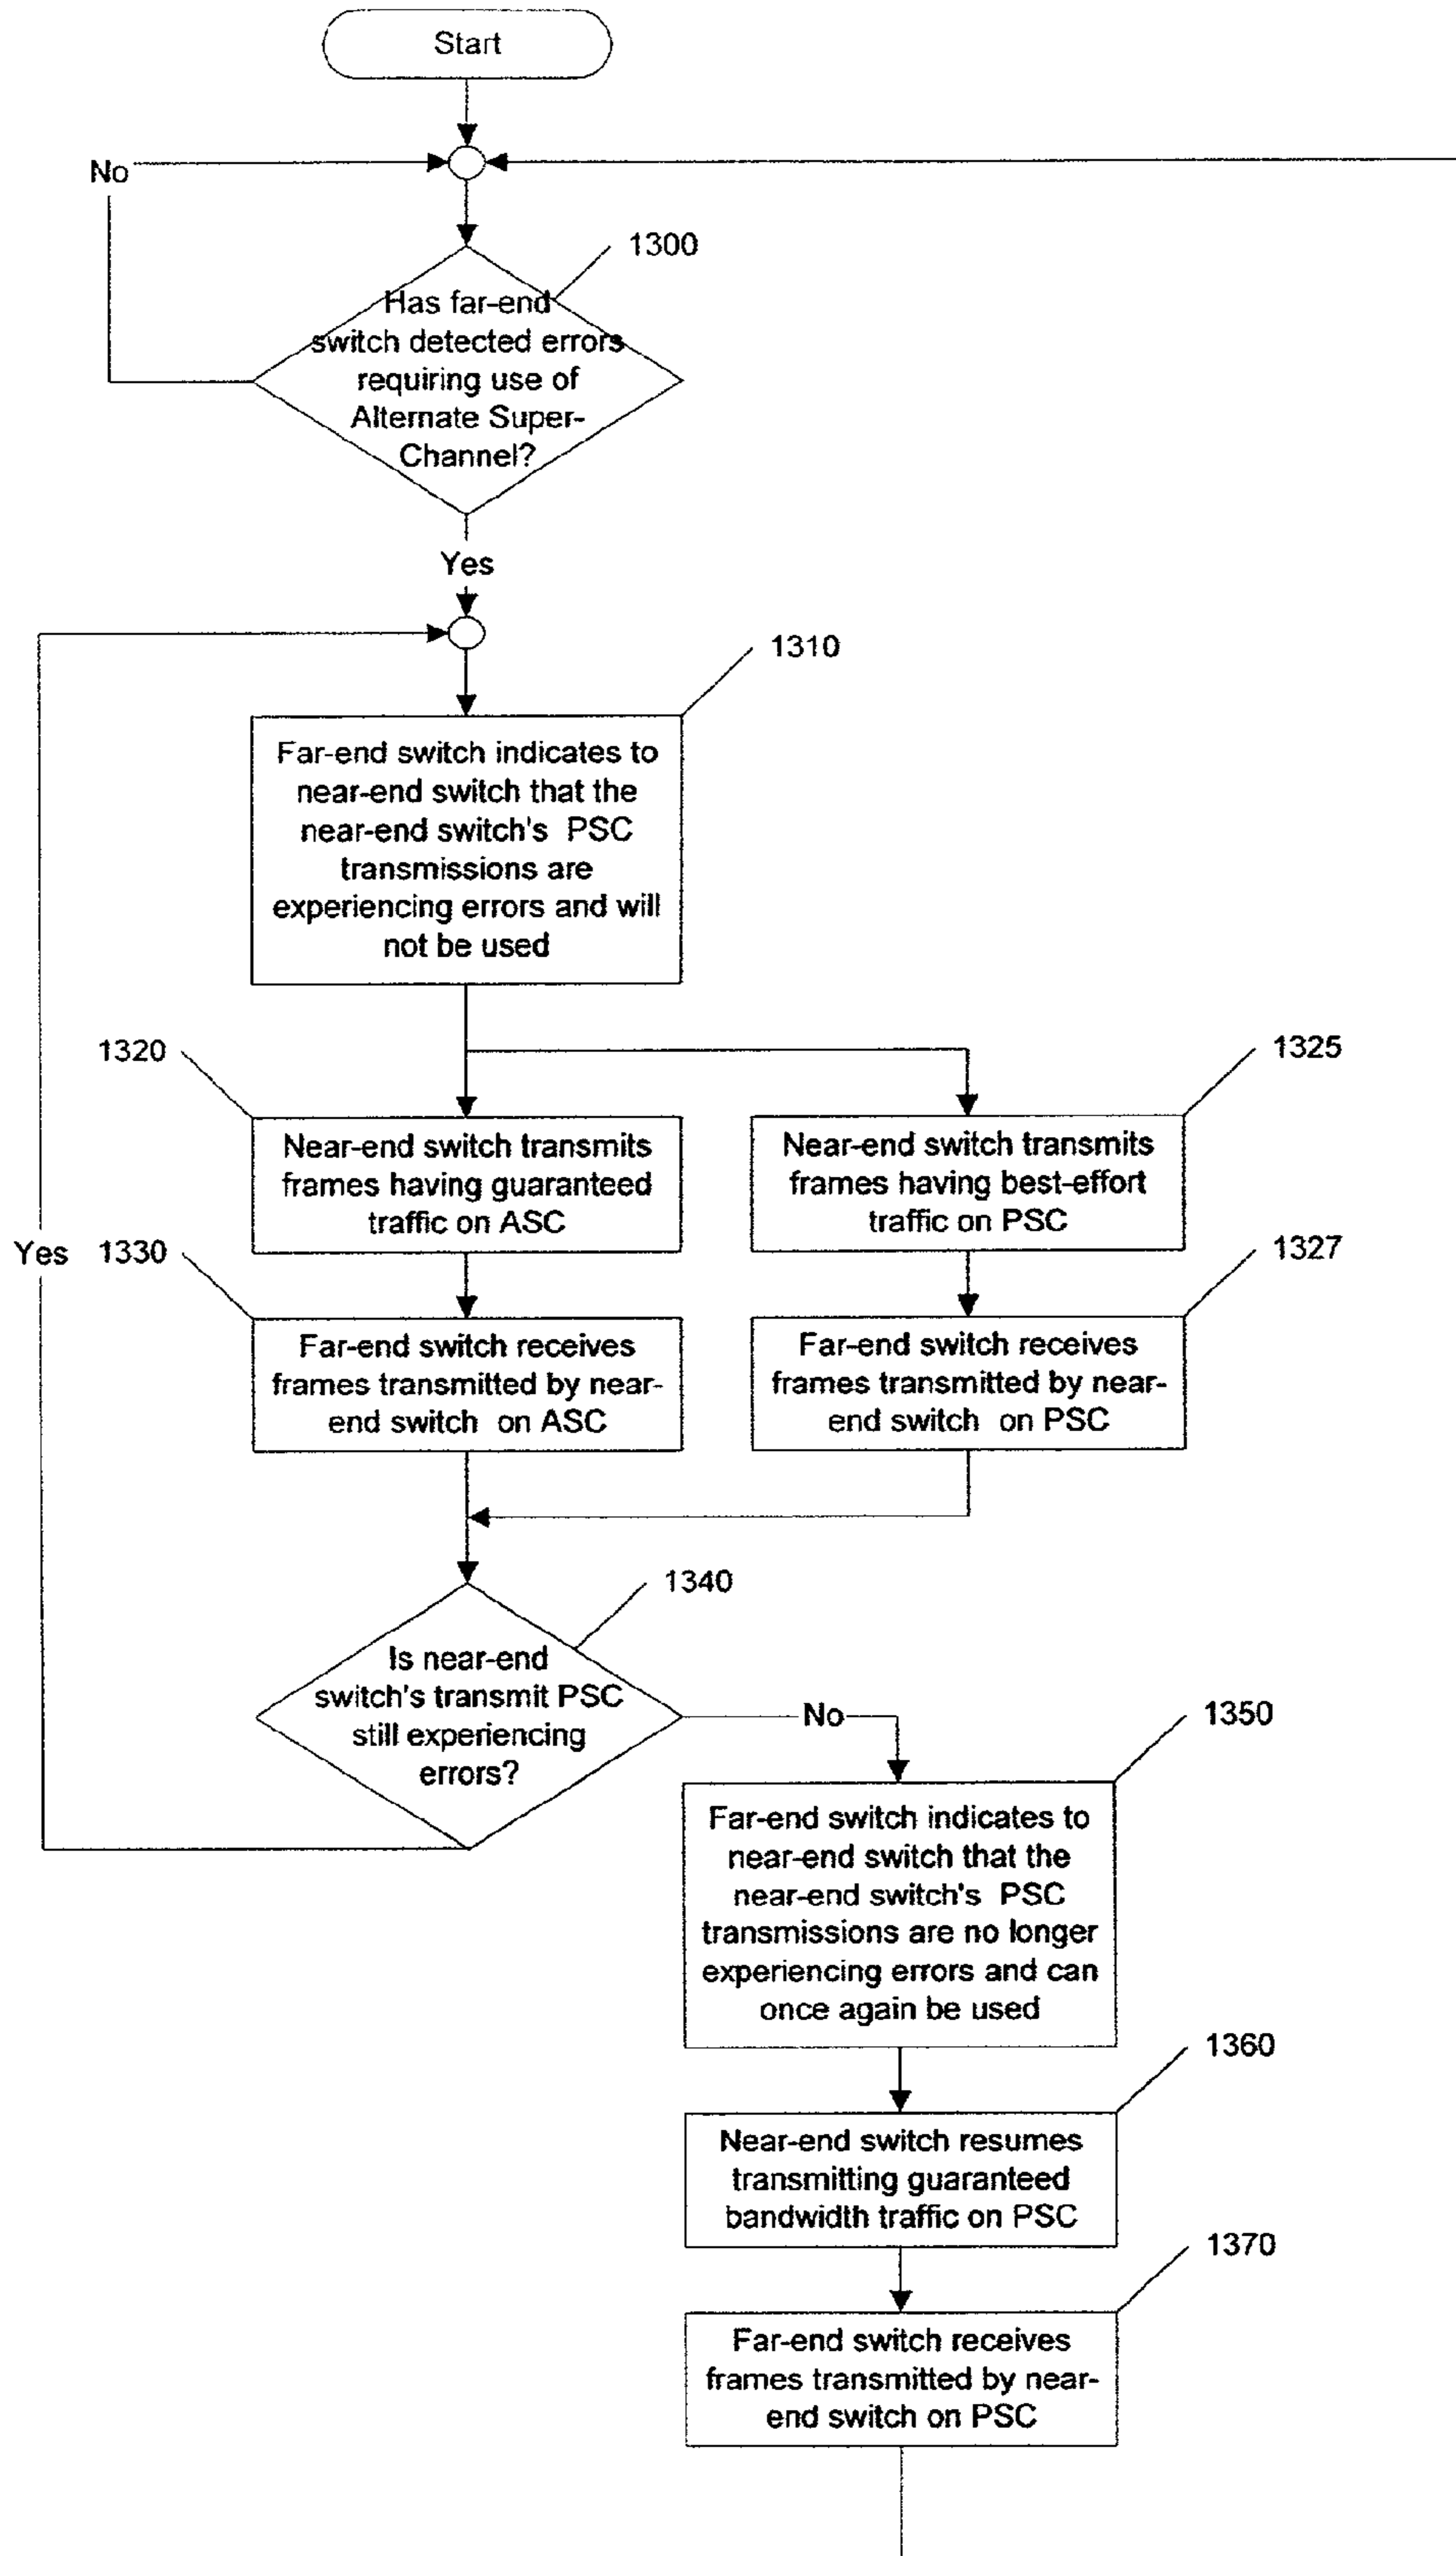 Start
No
1300
Has far-end
switch detected errors
requiring use of
Alternate Super-
Channel?
Yes
1310
Far-end switch indicates to
near-end switch that the
near-end switch's PSC
transmissions are
experiencing errors and will
not be used
1320
1325
Near-end switch transmits
frames having guaranteed
traffic on ASC
Near-end switch transmits
frames having best-effort
traffic on PSC
Yes
1330
1327
Far-end switch receives
frames transmitted by near-
end switch on ASC
Far-end switch receives
frames transmitted by near-
end switch on PSC
1340
Is near-end
switch's transmit PSC
still experiencing
errors?
No
1350
Far-end switch indicates to
near-end switch that the
near-end switch's PSC
transmissions are no longer
experiencing errors and can
once again be used
1360
Near-end switch resumes
transmitting guaranteed
bandwidth traffic on PSC
1370
Far-end switch receives
frames transmitted by near-
end switch on PSC